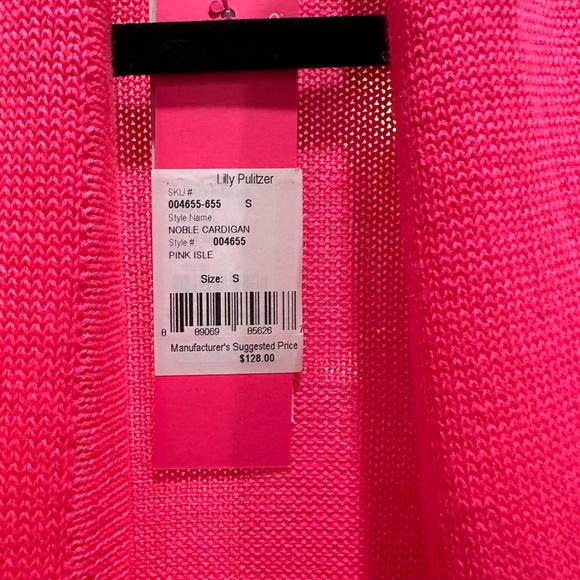 Lilly Pulitzer
SKU #
004655-655 S
Style Name
NOBLE CARDIGAN
Style # 004655
PINK ISLE
Size: S
8 89069 85626 7
Manufacturer's Suggested Price
$128.00